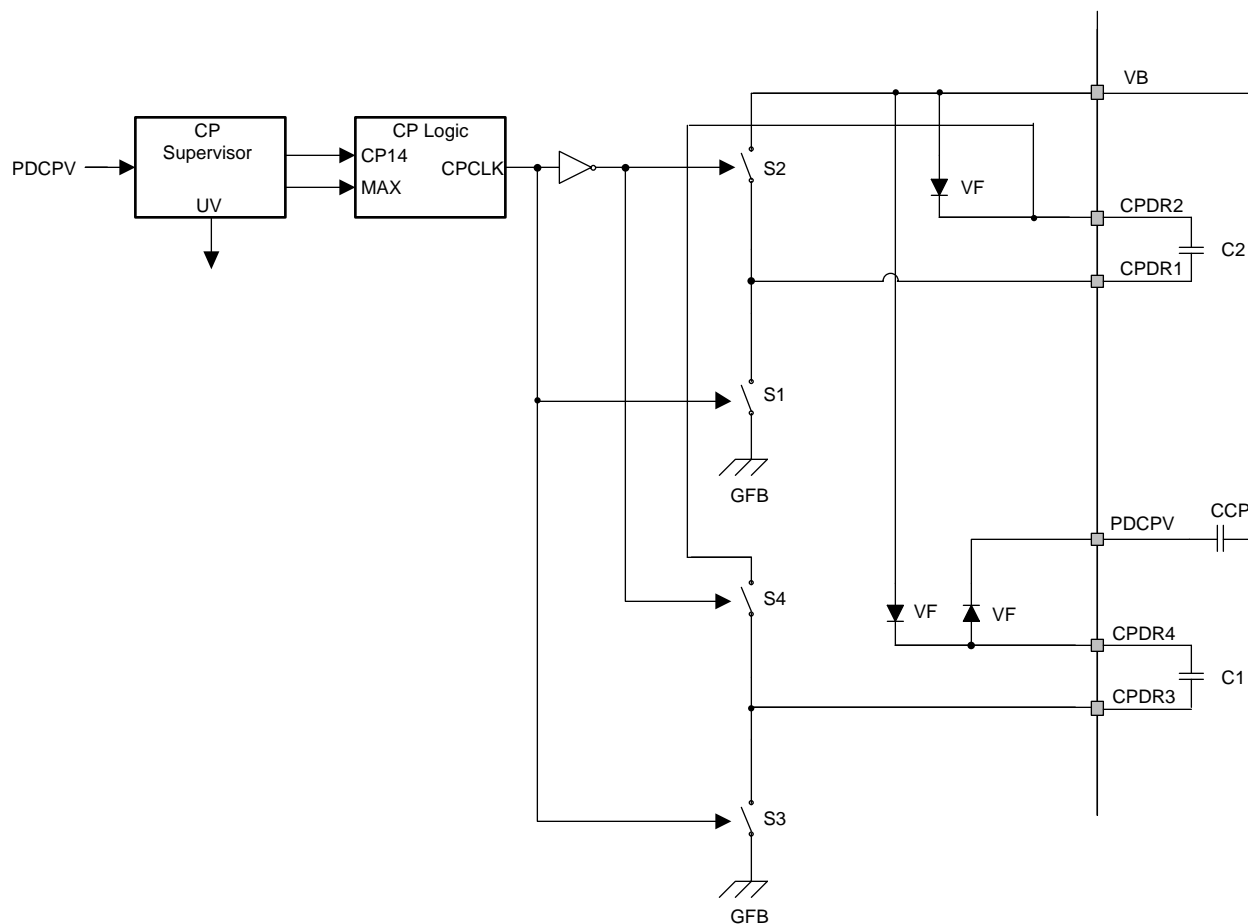 VB
CP
Supervisor
UV
PDCPV
CP Logic
CP14
MAX
CPCLK
S2
VF
CPDR2
C2
CPDR1
S1
GFB
PDCPV
CCP
S4
VF
VF
CPDR4
C1
CPDR3
S3
GFB